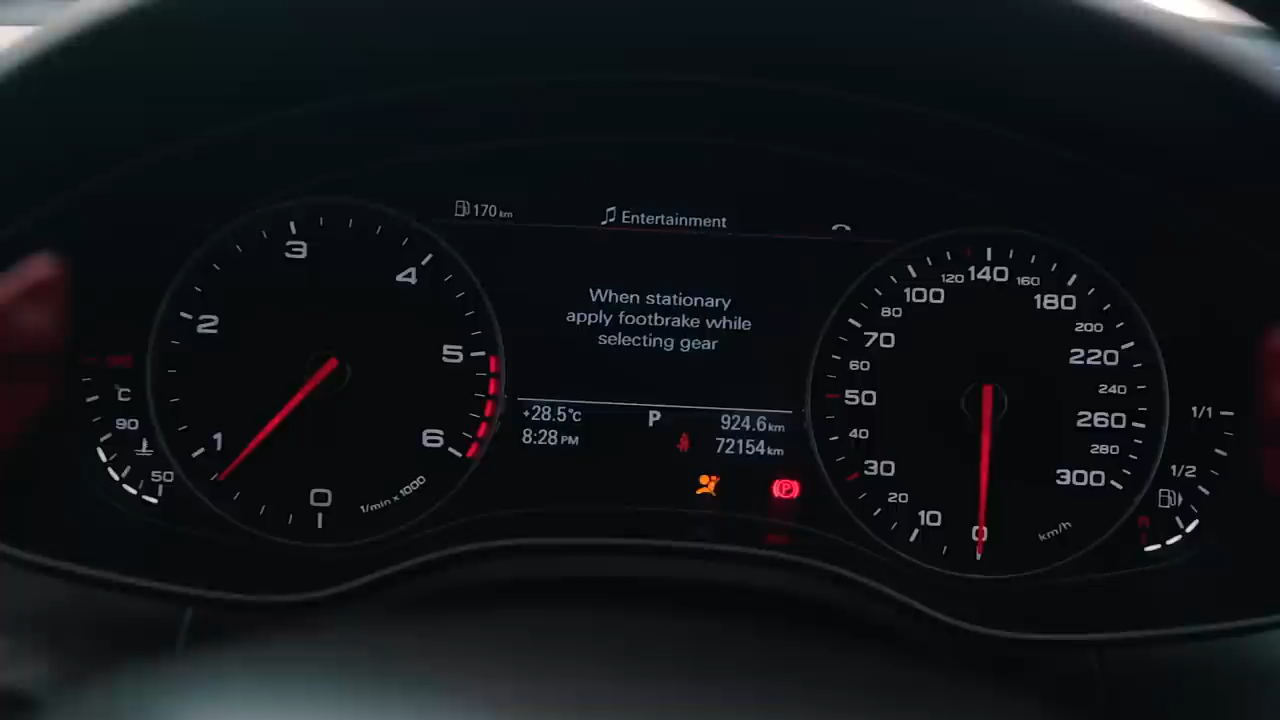 170 km
Entertainment
When stationary
apply footbrake while
selecting gear
+28.5°C
P
924.6 km
8:28 PM
72154 km
0
1
2
3
4
5
6
1/min x 1000
°C
90
50
0
10
20
30
40
50
60
70
80
100
120
140
160
180
200
220
240
260
280
300
km/h
1/1
1/2
P